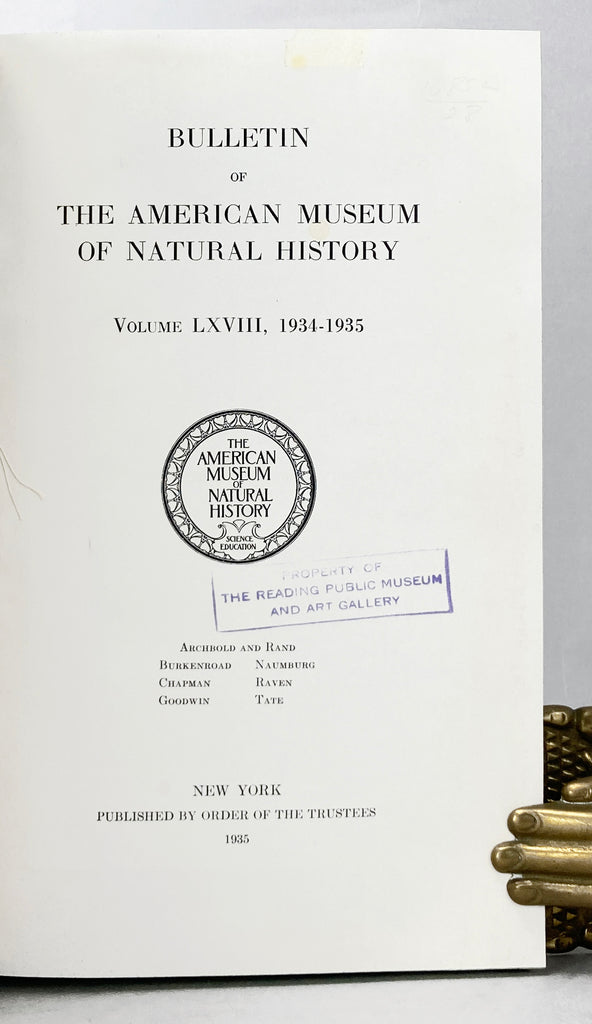 BULLETIN
OF
THE AMERICAN MUSEUM
OF NATURAL HISTORY
VOLUME LXVIII, 1934-1935
THE
AMERICAN
MUSEUM
OF
NATURAL
HISTORY
SCIENCE
EDUCATION
PROPERTY OF
THE READING PUBLIC MUSEUM
AND ART GALLERY
ARCHBOLD AND RAND
BURKENROAD NAUMBURG
CHAPMAN RAVEN
GOODWIN TATE
NEW YORK
PUBLISHED BY ORDER OF THE TRUSTEES
1935